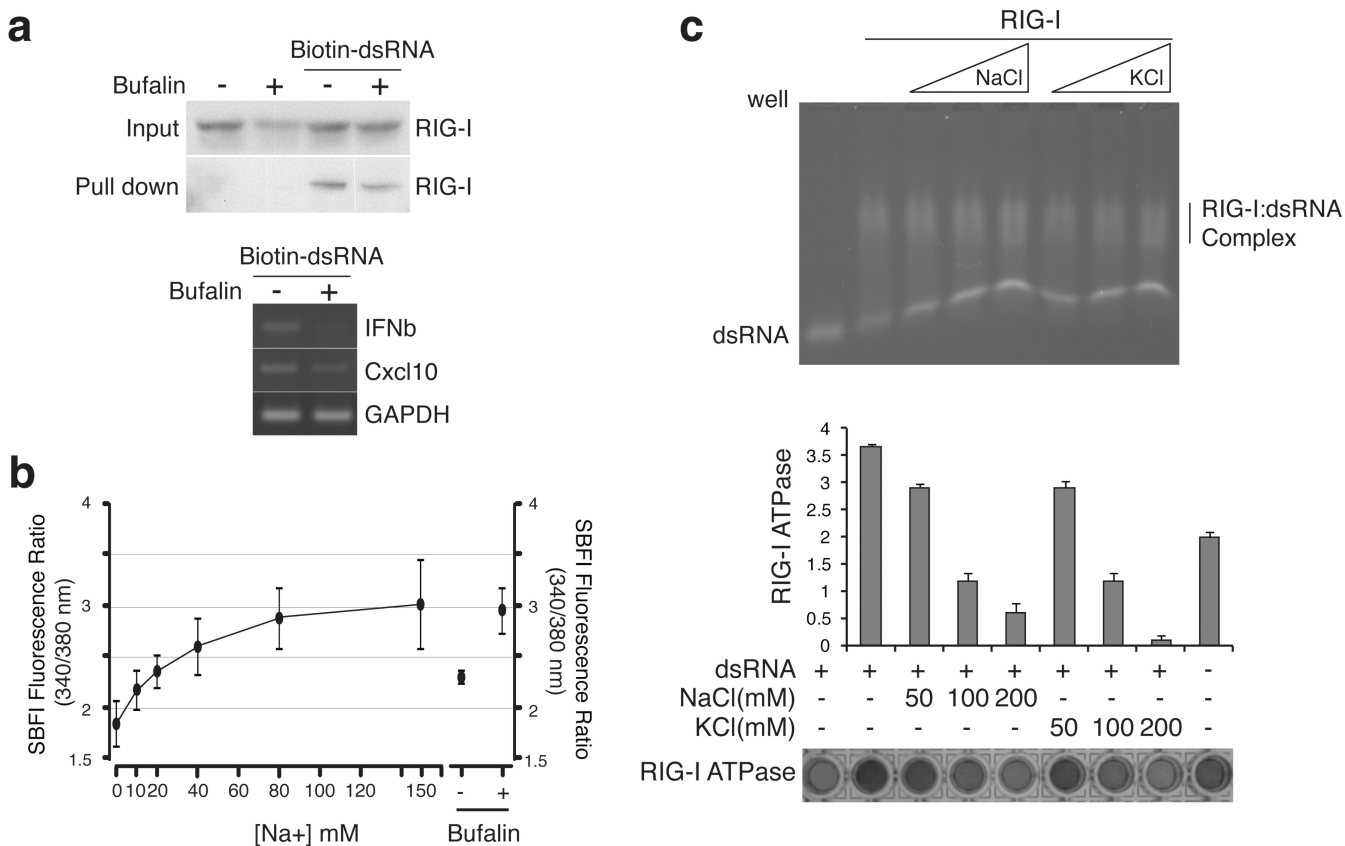 a
Biotin-dsRNA
Bufalin - + - +
Input RIG-I
Pull down RIG-I
Biotin-dsRNA
Bufalin - +
IFNb
Cxcl10
GAPDH
b
SBFI Fluorescence Ratio
(340/380 nm)
4
3
2
1.5
0 10 20 40 60 80 100 120 150
[Na+] mM
- +
Bufalin
4
3
2
1.5
SBFI Fluorescence Ratio
(340/380 nm)
c
RIG-I
NaCl KCl
well
RIG-I:dsRNA
Complex
dsRNA
RIG-I ATPase
4
3.5
3
2.5
2
1.5
1
0.5
0
dsRNA + + + + + + + + -
NaCl(mM) - - 50 100 200 - - - -
KCl(mM) - - - - - 50 100 200 -
RIG-I ATPase